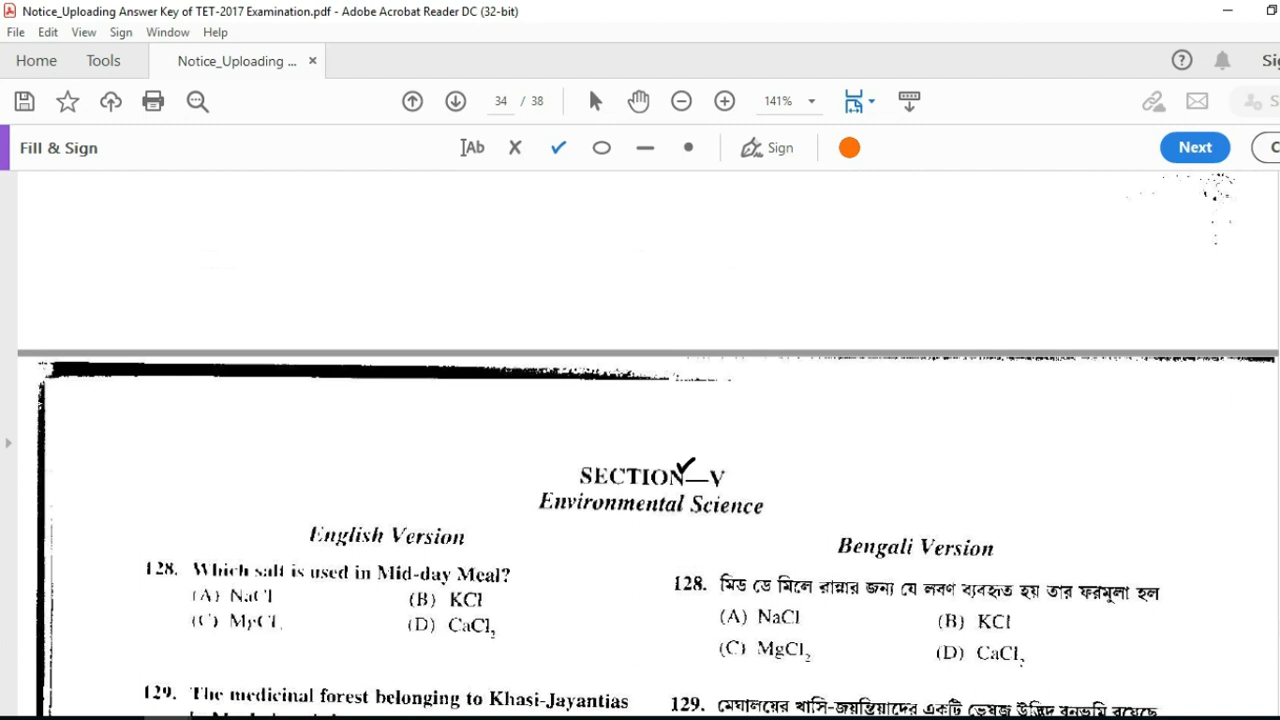 Notice_Uploading Answer Key of TET-2017 Examination.pdf - Adobe Acrobat Reader DC (32-bit)
File Edit View Sign Window Help
Home Tools Notice_Uploading ... ×
34 / 38 141%
Fill & Sign Ab Sign Next
SECTION—V
Environmental Science
English Version
128. Which salt is used in Mid-day Meal?
(A) NaCl (B) KCl
(C) MgCl₂ (D) CaCl₂
129. The medicinal forest belonging to Khasi-Jayantias
Bengali Version
128. মিড ডে মিলে রান্নার জন্য যে লবণ ব্যবহৃত হয় তার ফরমুলা হল
(A) NaCl (B) KCl
(C) MgCl₂ (D) CaCl₂
129. মেঘালয়ের খাসি-জয়ন্তিয়াদের একটি ভেষজ উদ্ভিদ বনভূমি রয়েছে